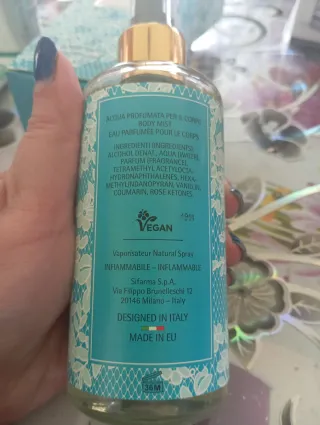 ACQUA PROFUMATA PER IL CORPO
BODY MIST
EAU PARFUMÉE POUR LE CORPS
INGREDIENTI (INGREDIENTS):
ALCOHOL DENAT., AQUA (WATER),
PARFUM (FRAGRANCE),
TETRAMETHYL ACETYLOCTA-
HYDRONAPHTHALENES, HEXA-
METHYLINDANOPYRAN, VANILLIN,
COUMARIN, ROSE KETONES.
VEGAN
Vaporisateur Natural Spray
INFIAMMABILE - INFLAMMABLE
Sifarma S.p.A.
Via Filippo Brunelleschi 12
20146 Milano - Italy
DESIGNED IN ITALY
MADE IN EU
36M